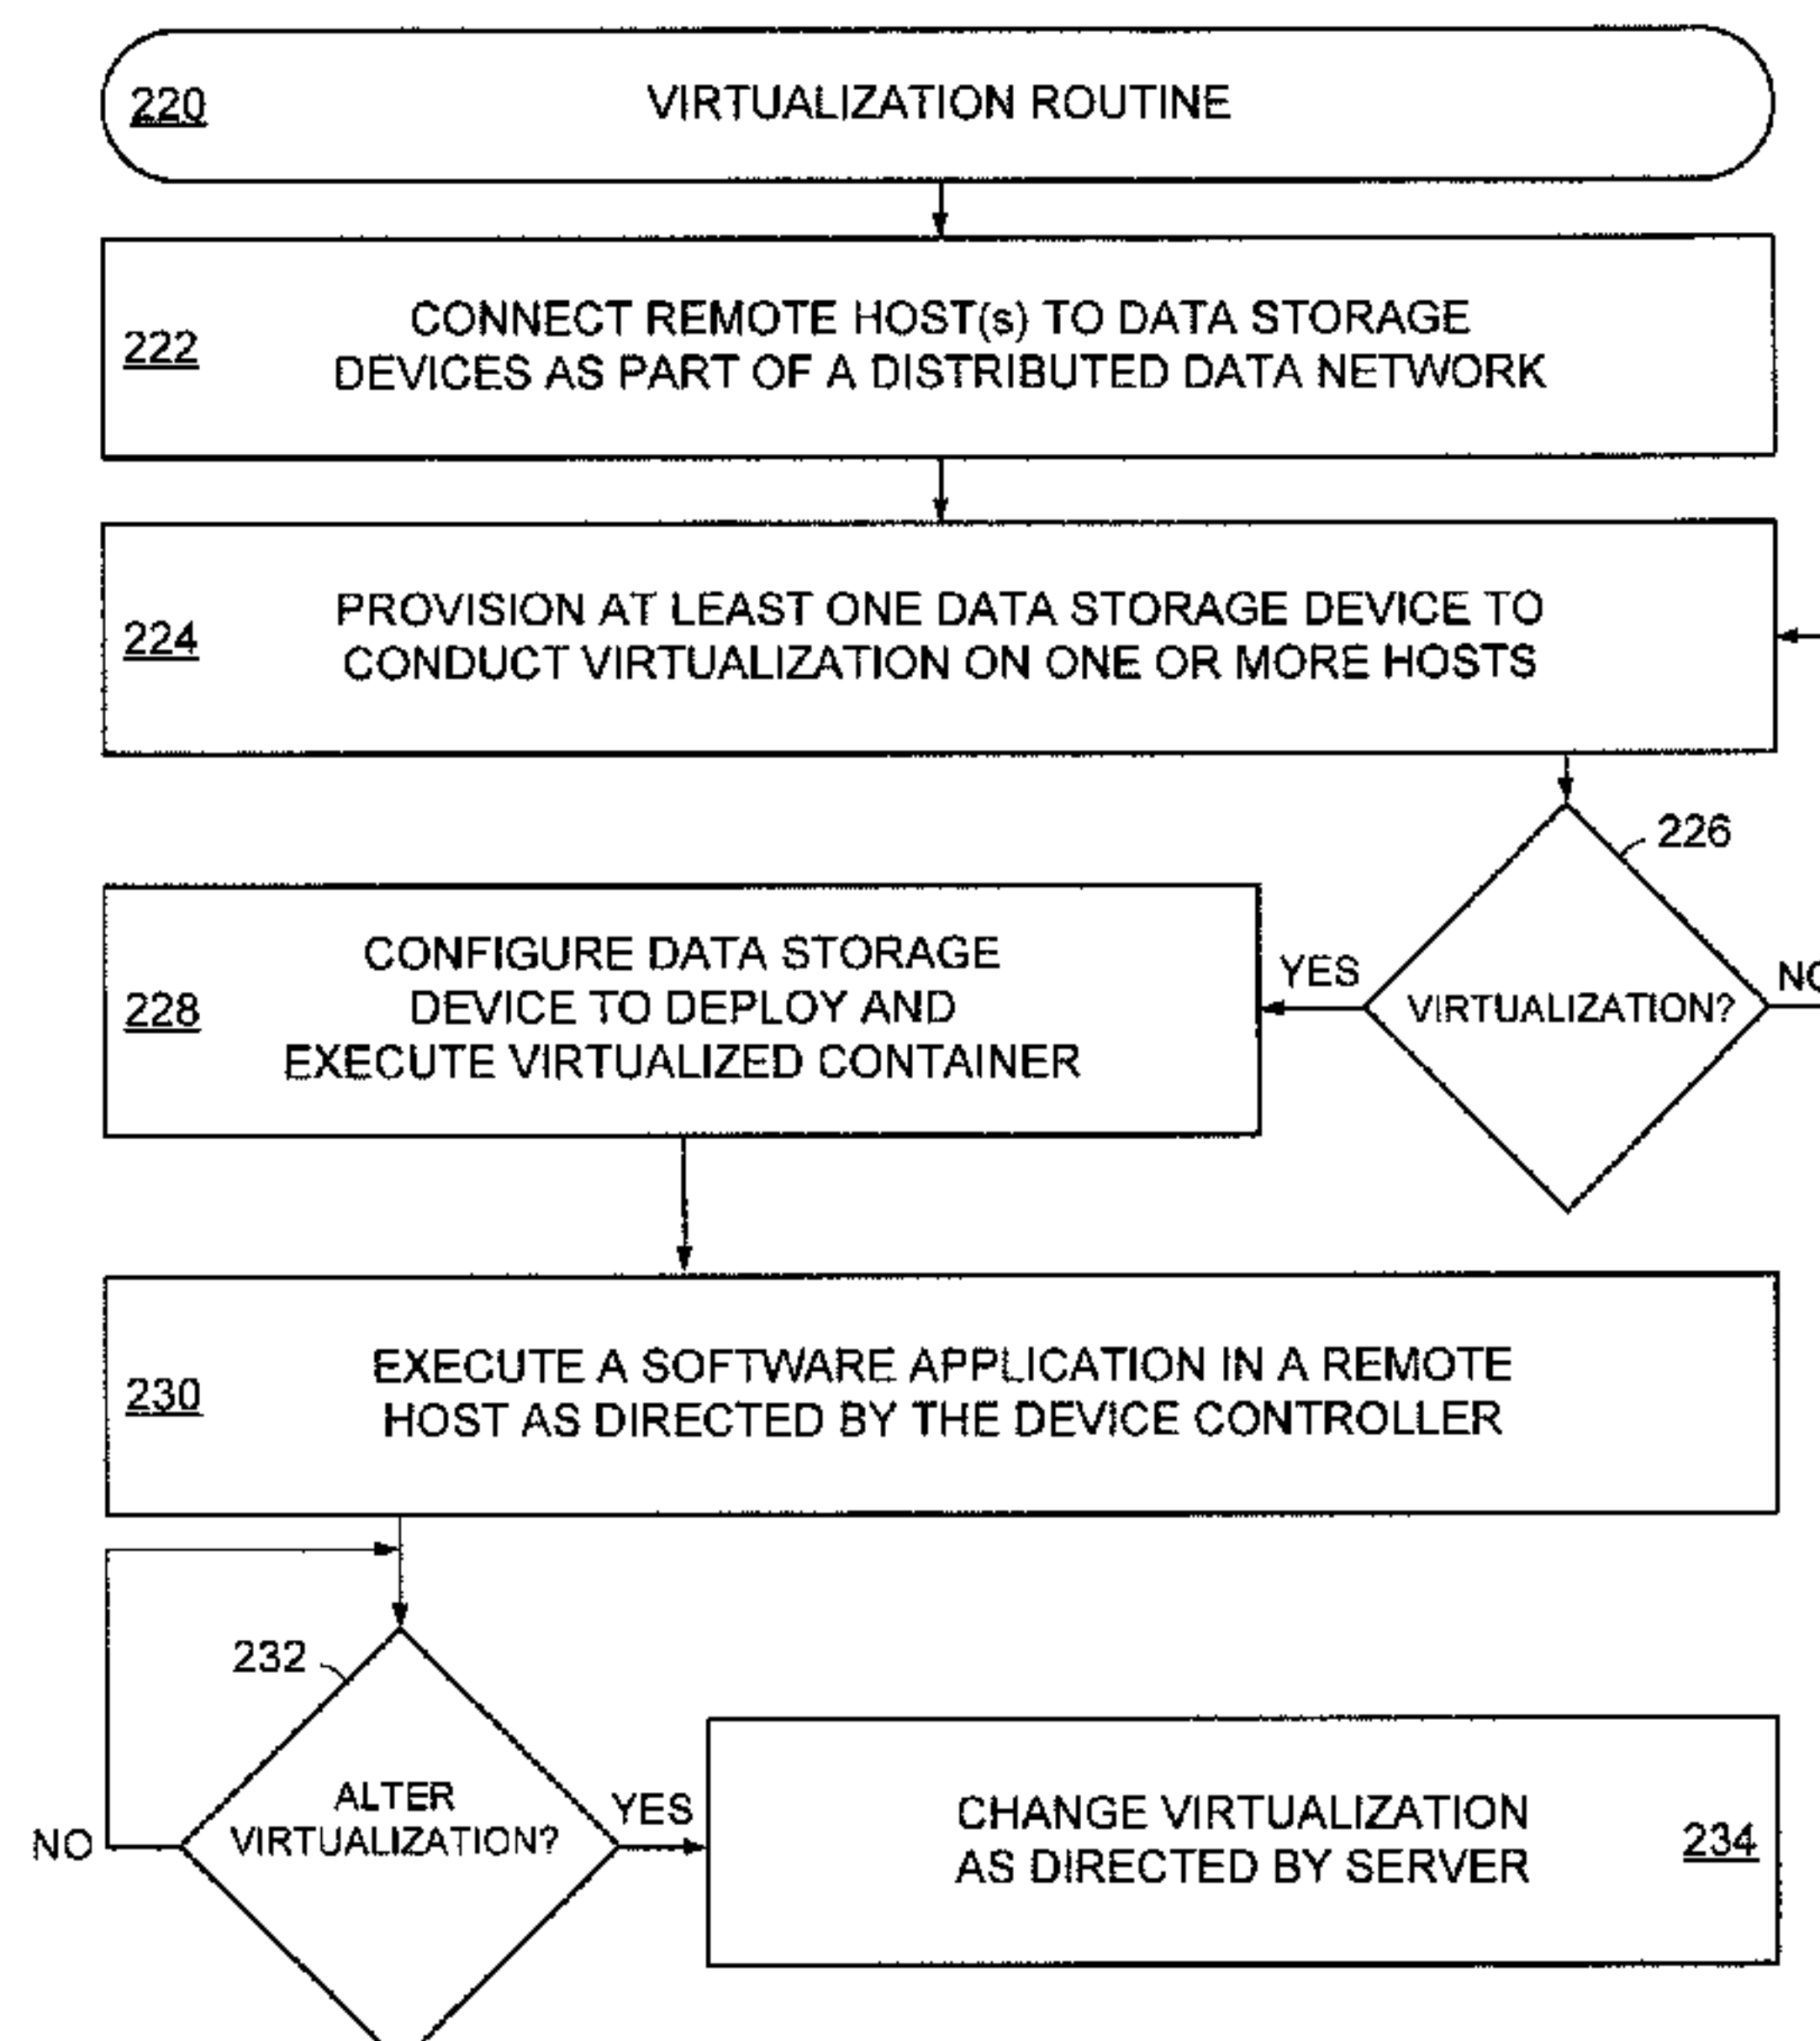 220
VIRTUALIZATION ROUTINE
222
CONNECT REMOTE HOST(s) TO DATA STORAGE
DEVICES AS PART OF A DISTRIBUTED DATA NETWORK
224
PROVISION AT LEAST ONE DATA STORAGE DEVICE TO
CONDUCT VIRTUALIZATION ON ONE OR MORE HOSTS
226
VIRTUALIZATION?
YES
NO
228
CONFIGURE DATA STORAGE
DEVICE TO DEPLOY AND
EXECUTE VIRTUALIZED CONTAINER
230
EXECUTE A SOFTWARE APPLICATION IN A REMOTE
HOST AS DIRECTED BY THE DEVICE CONTROLLER
232
ALTER
VIRTUALIZATION?
NO
YES
CHANGE VIRTUALIZATION
AS DIRECTED BY SERVER
234